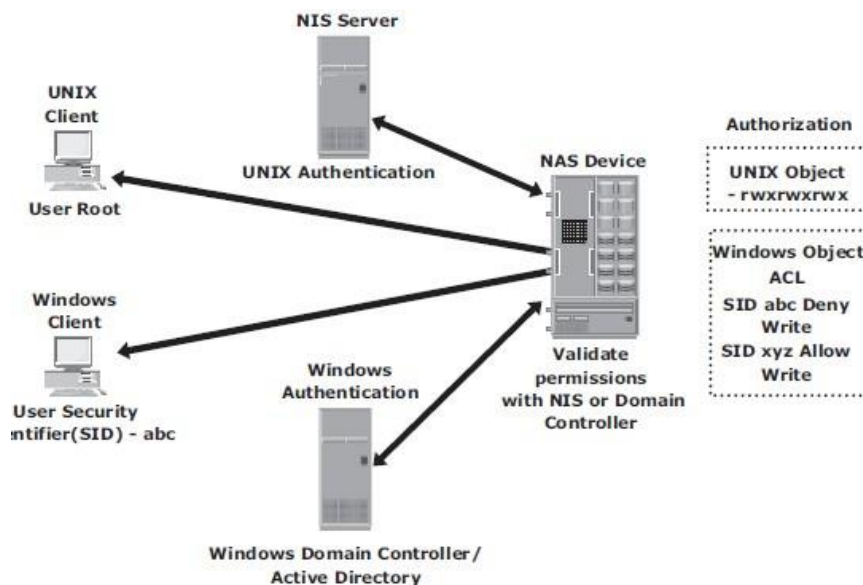 NIS Server
UNIX
Client
UNIX Authentication
User Root
NAS Device
Authorization
UNIX Object
- rwxrwxrwx
Windows Object
ACL
SID abc Deny
Write
SID xyz Allow
Write
Windows
Client
User Security
entifier(SID) - abc
Windows
Authentication
Validate
permissions
with NIS or Domain
Controller
Windows Domain Controller/
Active Directory